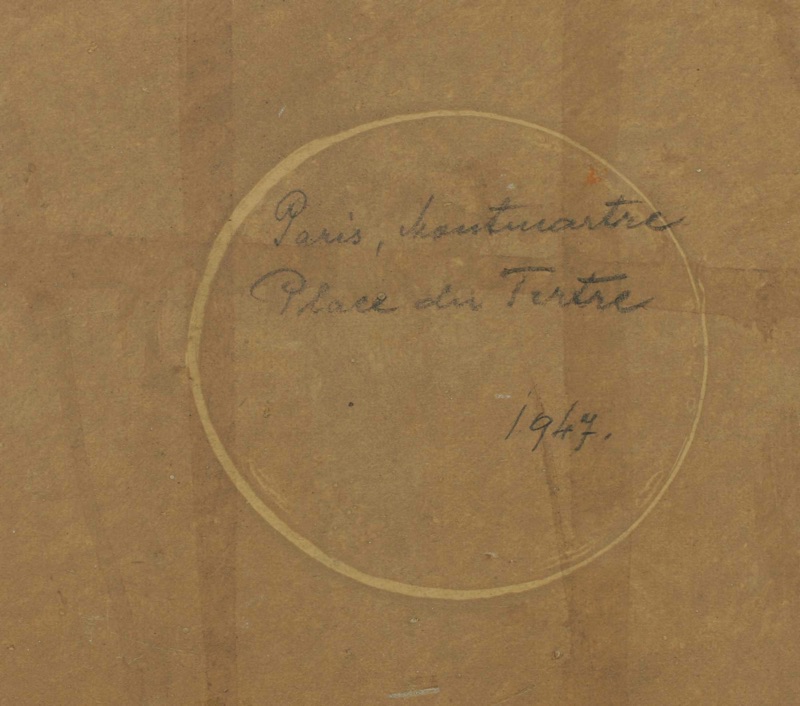 Paris, Montmartre
Place du Tertre
1947.